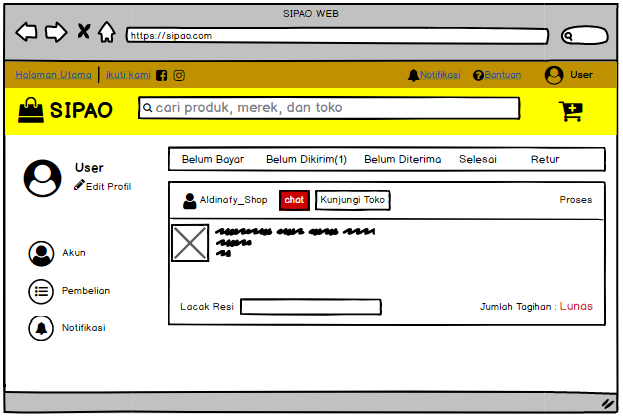 SIPAO WEB
https://sipao.com
Halaman Utama ikuti kami Notifikasi Bantuan User
SIPAO cari produk, merek, dan toko
User
Edit Profil
Belum Bayar Belum Dikirim(1) Belum Diterima Selesai Retur
Aldinafy_Shop chat Kunjungi Toko Proses
Akun
Pembelian
Notifikasi
Lacak Resi Jumlah Tagihan : Lunas